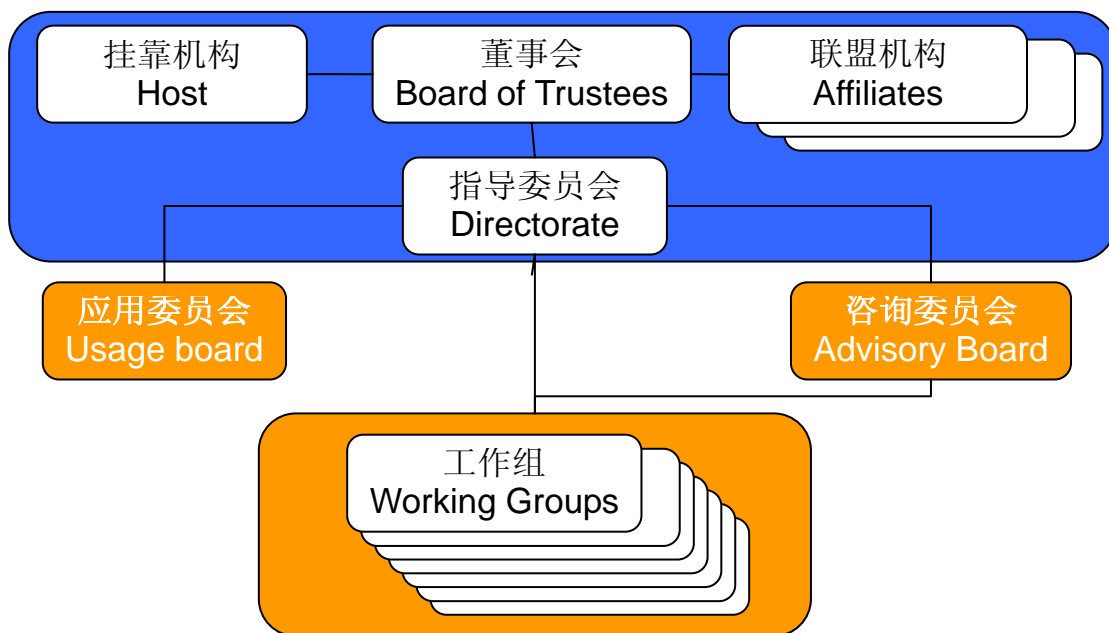 挂靠机构
Host
董事会
Board of Trustees
联盟机构
Affiliates
指导委员会
Directorate
应用委员会
Usage board
咨询委员会
Advisory Board
工作组
Working Groups